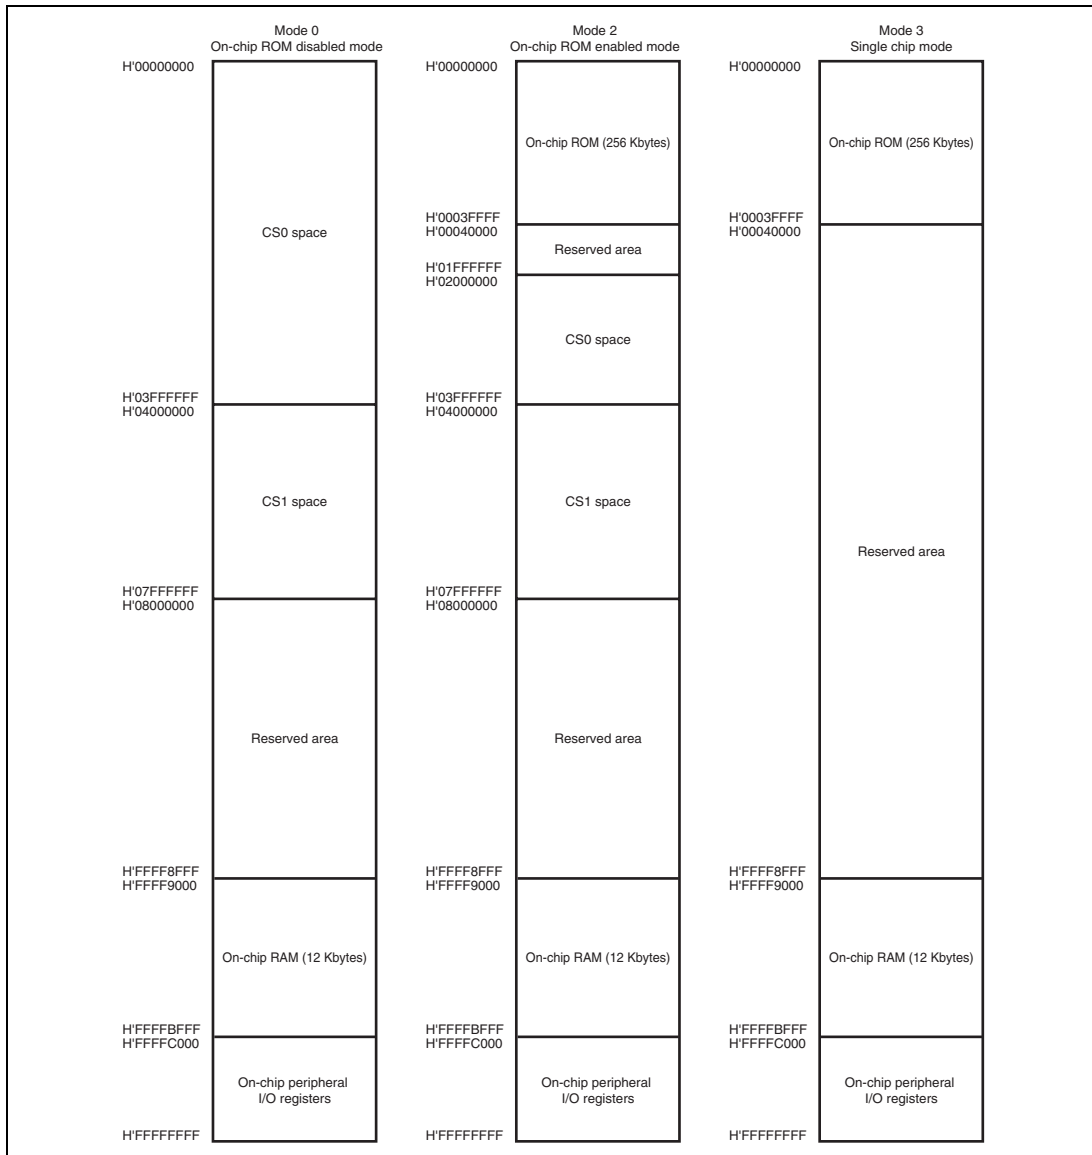 Mode 0
On-chip ROM disabled mode
H'00000000
CS0 space
H'03FFFFFF
H'04000000
CS1 space
H'07FFFFFF
H'08000000
Reserved area
H'FFFF8FFF
H'FFFF9000
On-chip RAM (12 Kbytes)
H'FFFFBFFF
H'FFFFC000
On-chip peripheral
I/O registers
H'FFFFFFFF
Mode 2
On-chip ROM enabled mode
H'00000000
On-chip ROM (256 Kbytes)
H'0003FFFF
H'00040000
Reserved area
H'01FFFFFF
H'02000000
CS0 space
H'03FFFFFF
H'04000000
CS1 space
H'07FFFFFF
H'08000000
Reserved area
H'FFFF8FFF
H'FFFF9000
On-chip RAM (12 Kbytes)
H'FFFFBFFF
H'FFFFC000
On-chip peripheral
I/O registers
H'FFFFFFFF
Mode 3
Single chip mode
H'00000000
On-chip ROM (256 Kbytes)
H'0003FFFF
H'00040000
Reserved area
H'FFFF8FFF
H'FFFF9000
On-chip RAM (12 Kbytes)
H'FFFFBFFF
H'FFFFC000
On-chip peripheral
I/O registers
H'FFFFFFFF